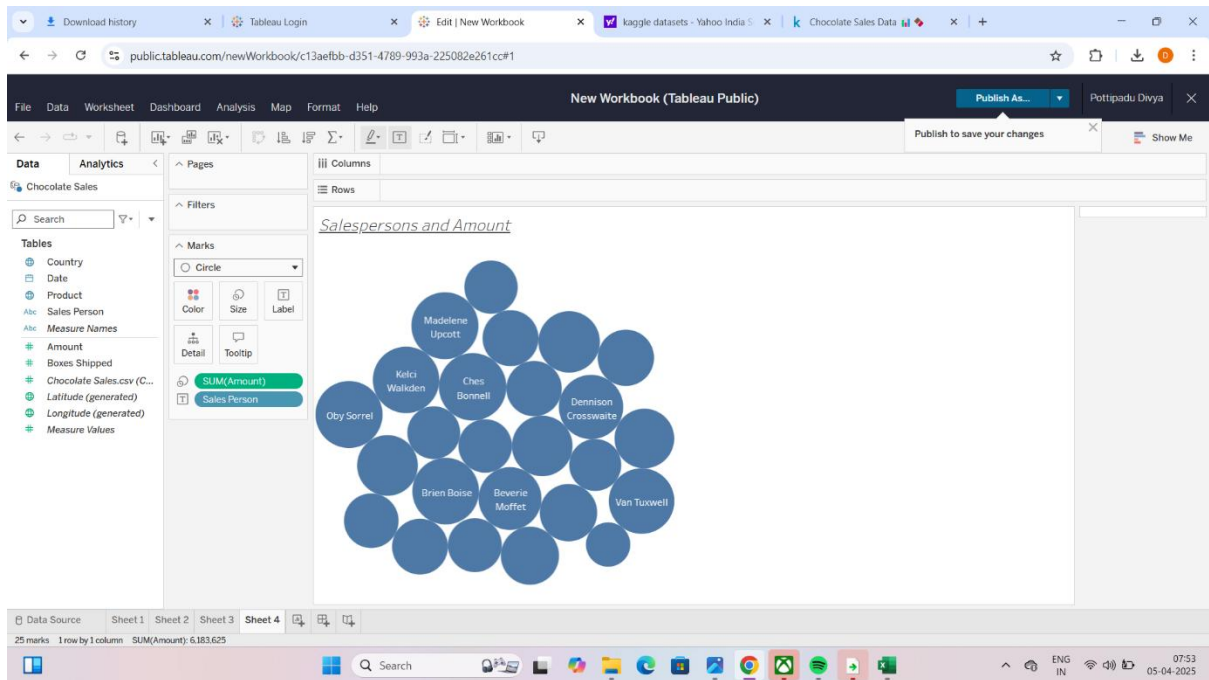 Download history
Tableau Login
Edit | New Workbook
kaggle datasets - Yahoo India S
Chocolate Sales Data
public.tableau.com/newWorkbook/c13aefbb-d351-4789-993a-225082e261cc#1
D
File Data Worksheet Dashboard Analysis Map Format Help
New Workbook (Tableau Public)
Publish As...
Pottipadu Divya
Publish to save your changes
Show Me
Data Analytics
Pages
Columns
Chocolate Sales
Rows
Filters
Search
Salespersons and Amount
Tables
Marks
Country
Circle
Date
Product
Abc Sales Person
Color Size Label
Abc Measure Names
# Amount
Detail Tooltip
# Boxes Shipped
# Chocolate Sales.csv (C...
SUM(Amount)
Latitude (generated)
T Sales Person
Longitude (generated)
# Measure Values
Madelene
Upcott
Kelci
Walkden
Ches
Bonnell
Dennison
Crosswaite
Oby Sorrel
Brien Boise
Beverie
Moffet
Van Tuxwell
Data Source Sheet 1 Sheet 2 Sheet 3 Sheet 4
25 marks 1 row by 1 column SUM(Amount): 6,183,625
Search
ENG
IN
07:53
05-04-2025